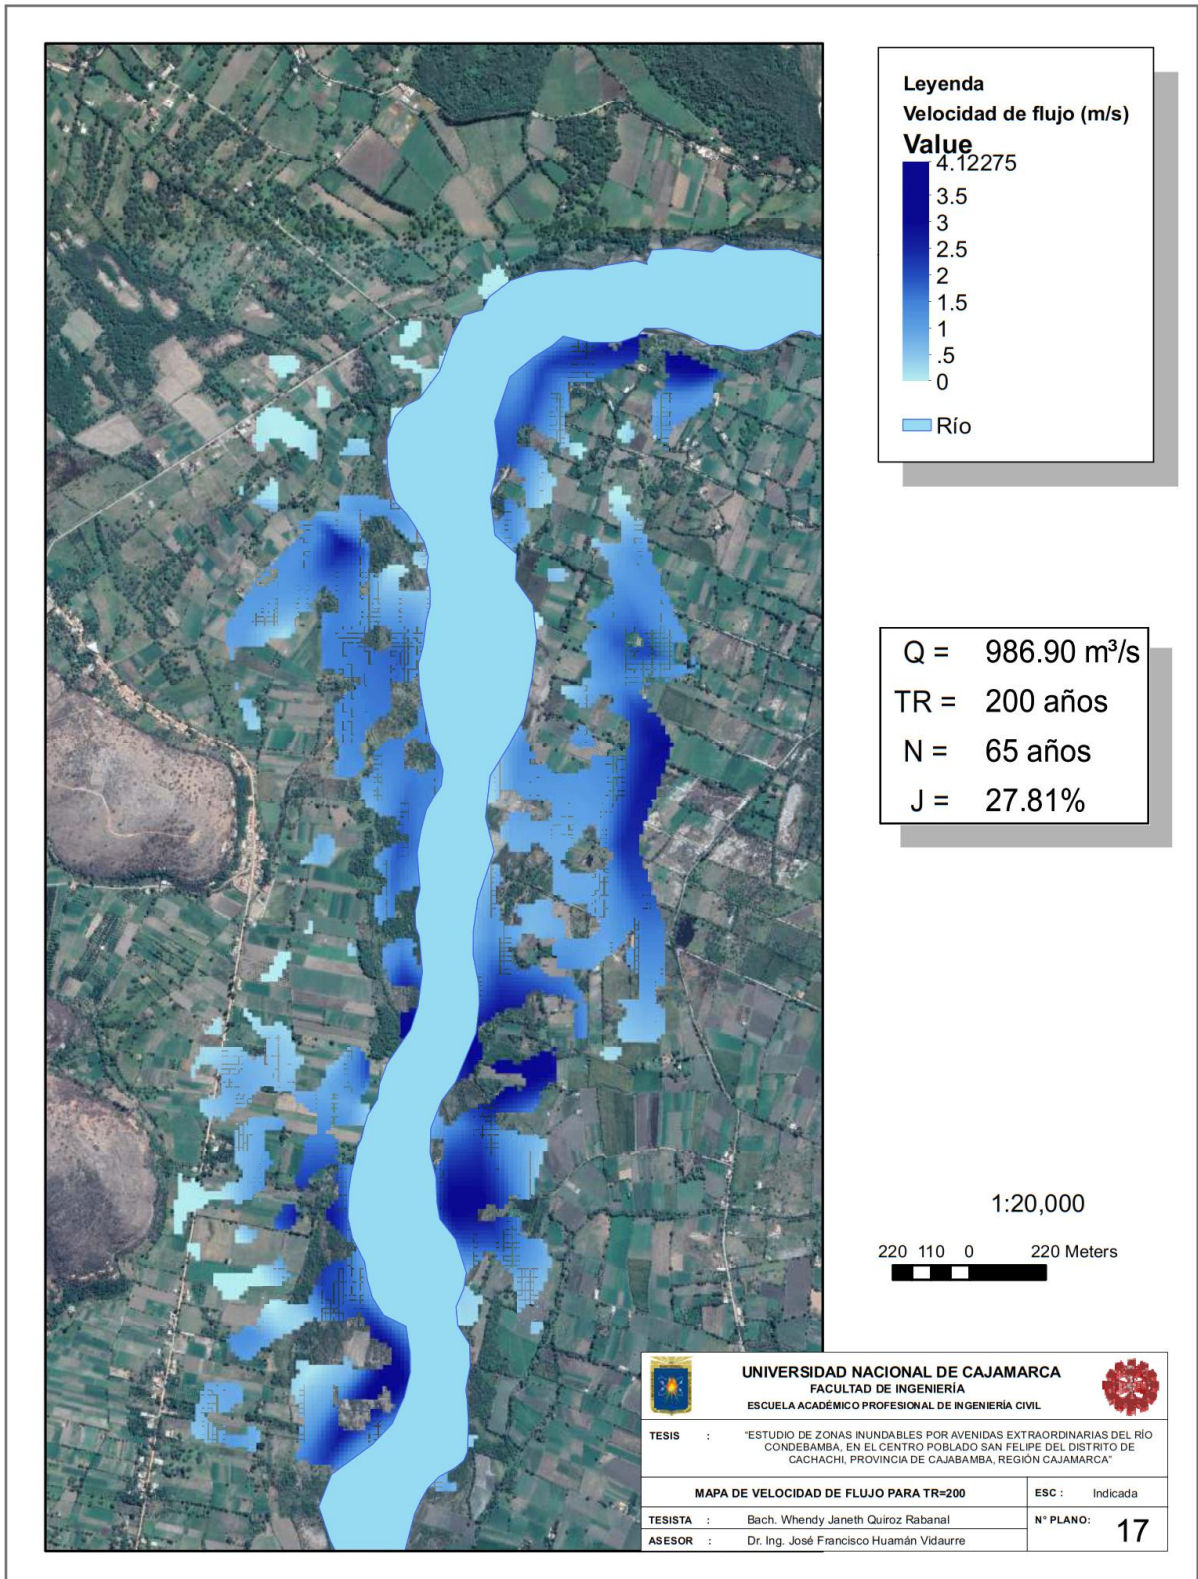 Leyenda
Velocidad de flujo (m/s)
Value
4.12275
3.5
3
2.5
2
1.5
1
.5
0
Río
Q = 986.90 m³/s
TR = 200 años
N = 65 años
J = 27.81%
1:20,000
220 110 0 220 Meters
UNIVERSIDAD NACIONAL DE CAJAMARCA
FACULTAD DE INGENIERÍA
ESCUELA ACADÉMICO PROFESIONAL DE INGENIERÍA CIVIL
TESIS : "ESTUDIO DE ZONAS INUNDABLES POR AVENIDAS EXTRAORDINARIAS DEL RÍO
CONDEBAMBA, EN EL CENTRO POBLADO SAN FELIPE DEL DISTRITO DE
CACHACHI, PROVINCIA DE CAJABAMBA, REGIÓN CAJAMARCA"
MAPA DE VELOCIDAD DE FLUJO PARA TR=200
ESC : Indicada
TESISTA : Bach. Whendy Janeth Quiroz Rabanal
ASESOR : Dr. Ing. José Francisco Huamán Vidaurre
N° PLANO: 17